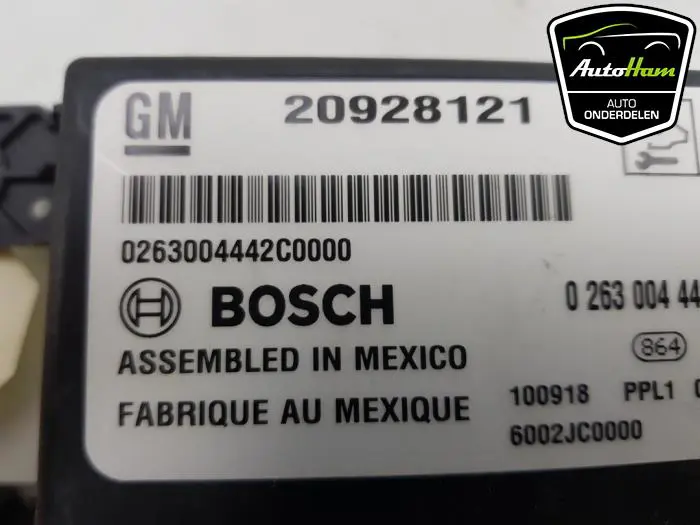 AutoHam
AUTO
ONDERDELEN
GM 20928121
0263004442C0000
BOSCH
0 263 004 44
ASSEMBLED IN MEXICO
864
FABRIQUE AU MEXIQUE
100918 PPL1
6002JC0000